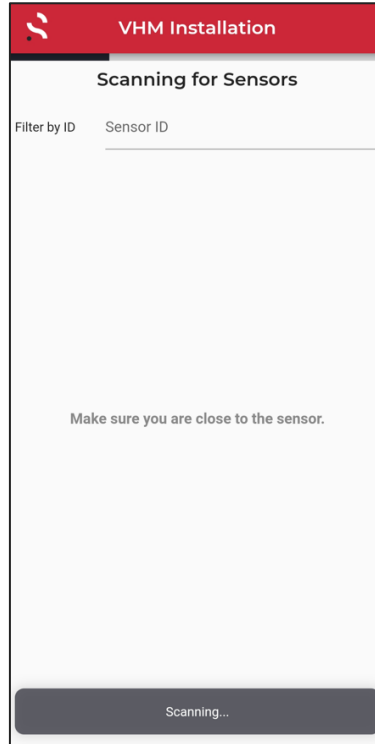 VHM Installation
Scanning for Sensors
Filter by ID Sensor ID
Make sure you are close to the sensor.
Scanning...